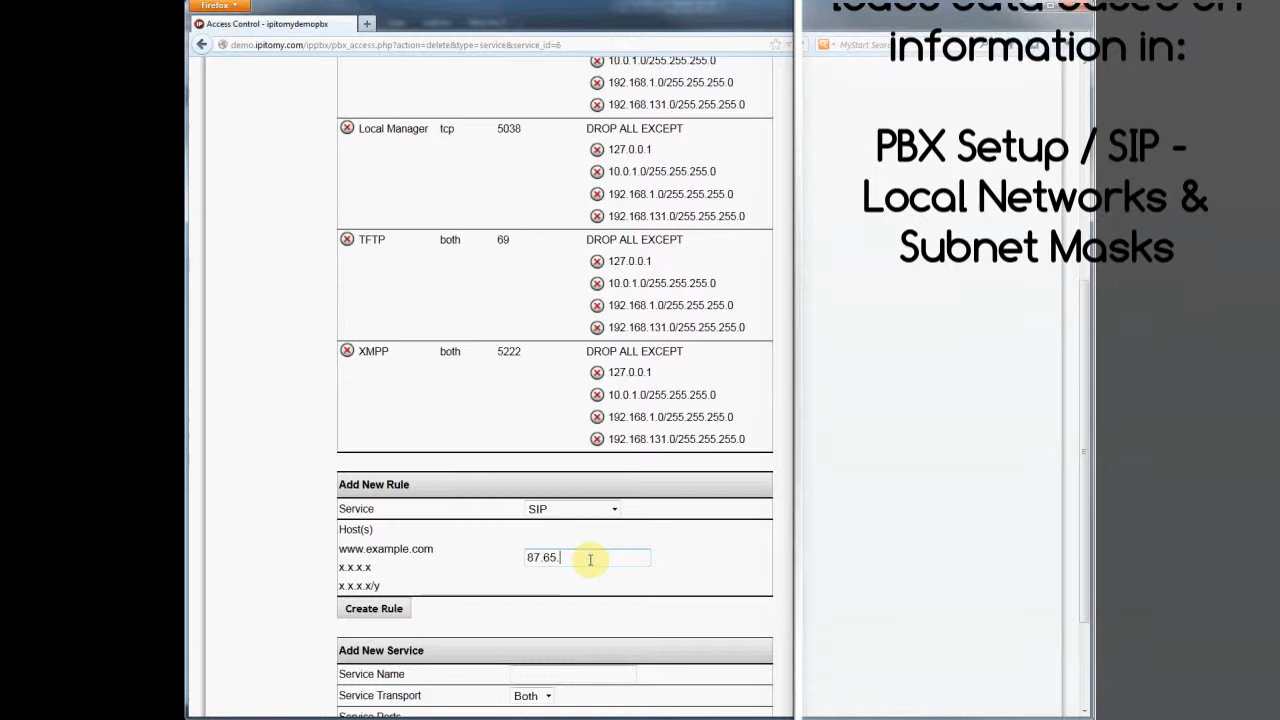 Firefox
Access Control - ipitomydemopbx
demo.ipitomy.com/ippbx/pbx_access.php?action=delete&type=service&service_id=6
MyStart Searc
loads data based on
information in:
PBX Setup / SIP -
Local Networks &
Subnet Masks
10.0.1.0/255.255.255.0
192.168.1.0/255.255.255.0
192.168.131.0/255.255.255.0
Local Manager tcp 5038 DROP ALL EXCEPT
127.0.0.1
10.0.1.0/255.255.255.0
192.168.1.0/255.255.255.0
192.168.131.0/255.255.255.0
TFTP both 69 DROP ALL EXCEPT
127.0.0.1
10.0.1.0/255.255.255.0
192.168.1.0/255.255.255.0
192.168.131.0/255.255.255.0
XMPP both 5222 DROP ALL EXCEPT
127.0.0.1
10.0.1.0/255.255.255.0
192.168.1.0/255.255.255.0
192.168.131.0/255.255.255.0
Add New Rule
Service SIP
Host(s)
www.example.com
87.65.
x.x.x.x
x.x.x.x/y
Create Rule
Add New Service
Service Name
Service Transport Both
Service Ports